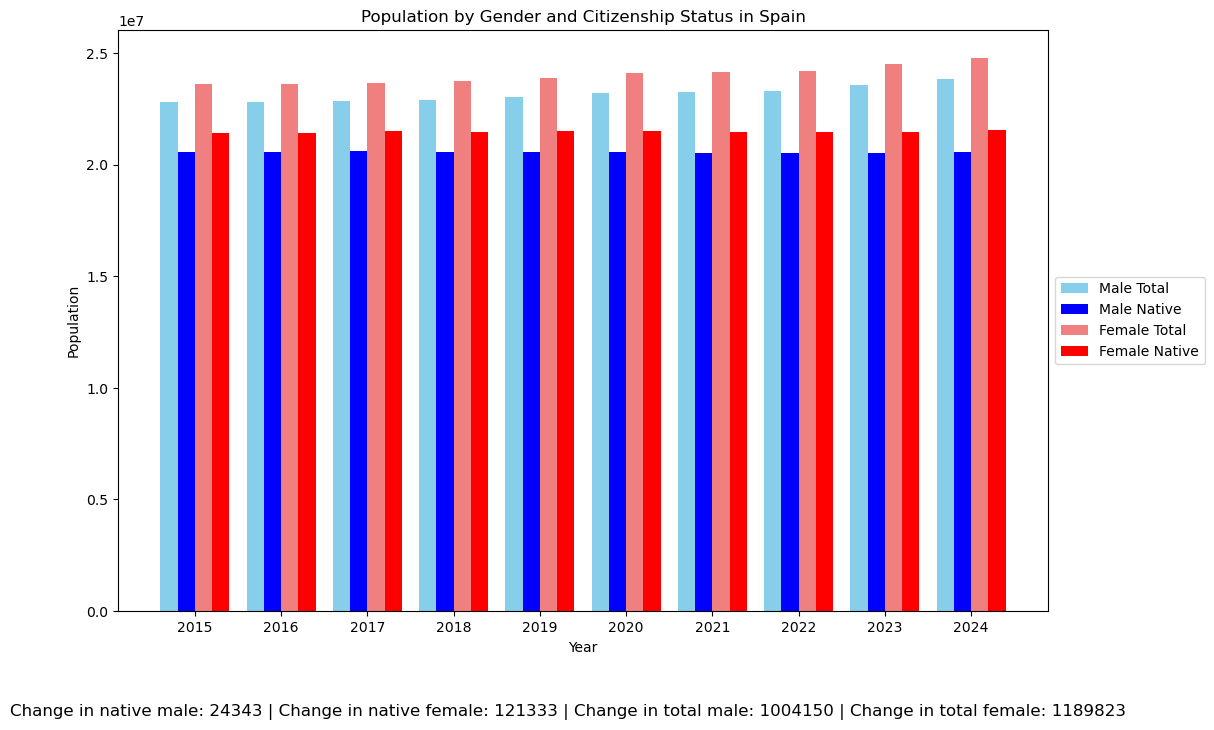 Population by Gender and Citizenship Status in Spain
1e7
2.5
2.0
1.5
1.0
0.5
0.0
Population
2015 2016 2017 2018 2019 2020 2021 2022 2023 2024
Year
Male Total
Male Native
Female Total
Female Native
Change in native male: 24343 | Change in native female: 121333 | Change in total male: 1004150 | Change in total female: 1189823